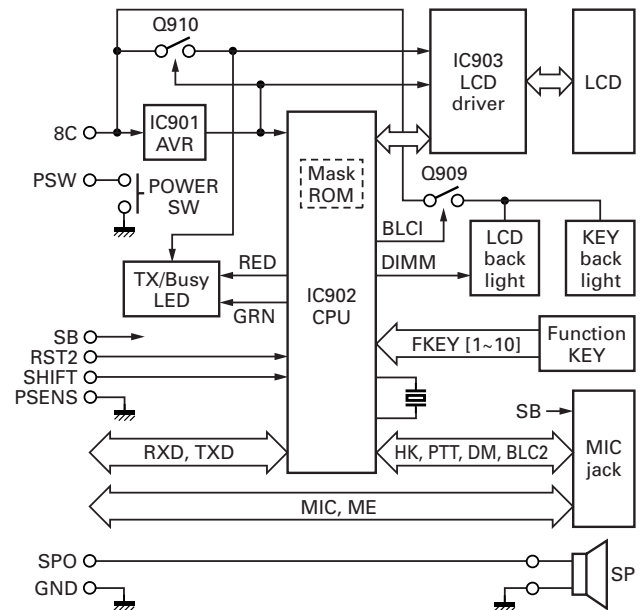 Q910
IC903
LCD
driver
LCD
8C
IC901
AVR
PSW
POWER
SW
Mask
ROM
Q909
BLCI
LCD
back
light
KEY
back
light
TX/Busy
LED
RED
GRN
IC902
CPU
DIMM
SB
RST2
SHIFT
PSENS
FKEY [1~10]
Function
KEY
SB
MIC
jack
RXD, TXD
HK, PTT, DM, BLC2
MIC, ME
SPO
GND
SP